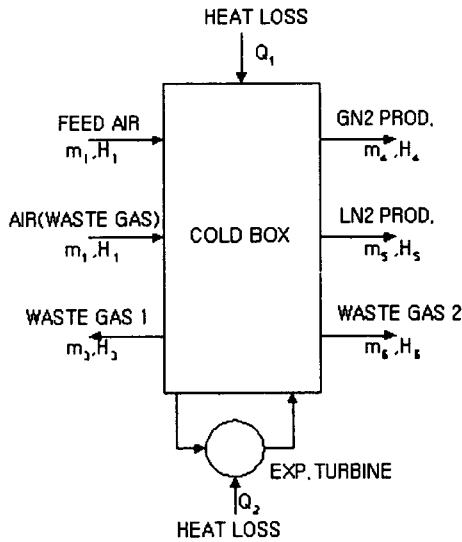 HEAT LOSS
Q₁
FEED AIR
m₁,H₁
GN2 PROD.
m₄,H₄
AIR(WASTE GAS)
m₁,H₁
COLD BOX
LN2 PROD.
m₅,H₅
WASTE GAS 1
m₃,H₃
WASTE GAS 2
m₆,H₆
EXP. TURBINE
Q₂
HEAT LOSS